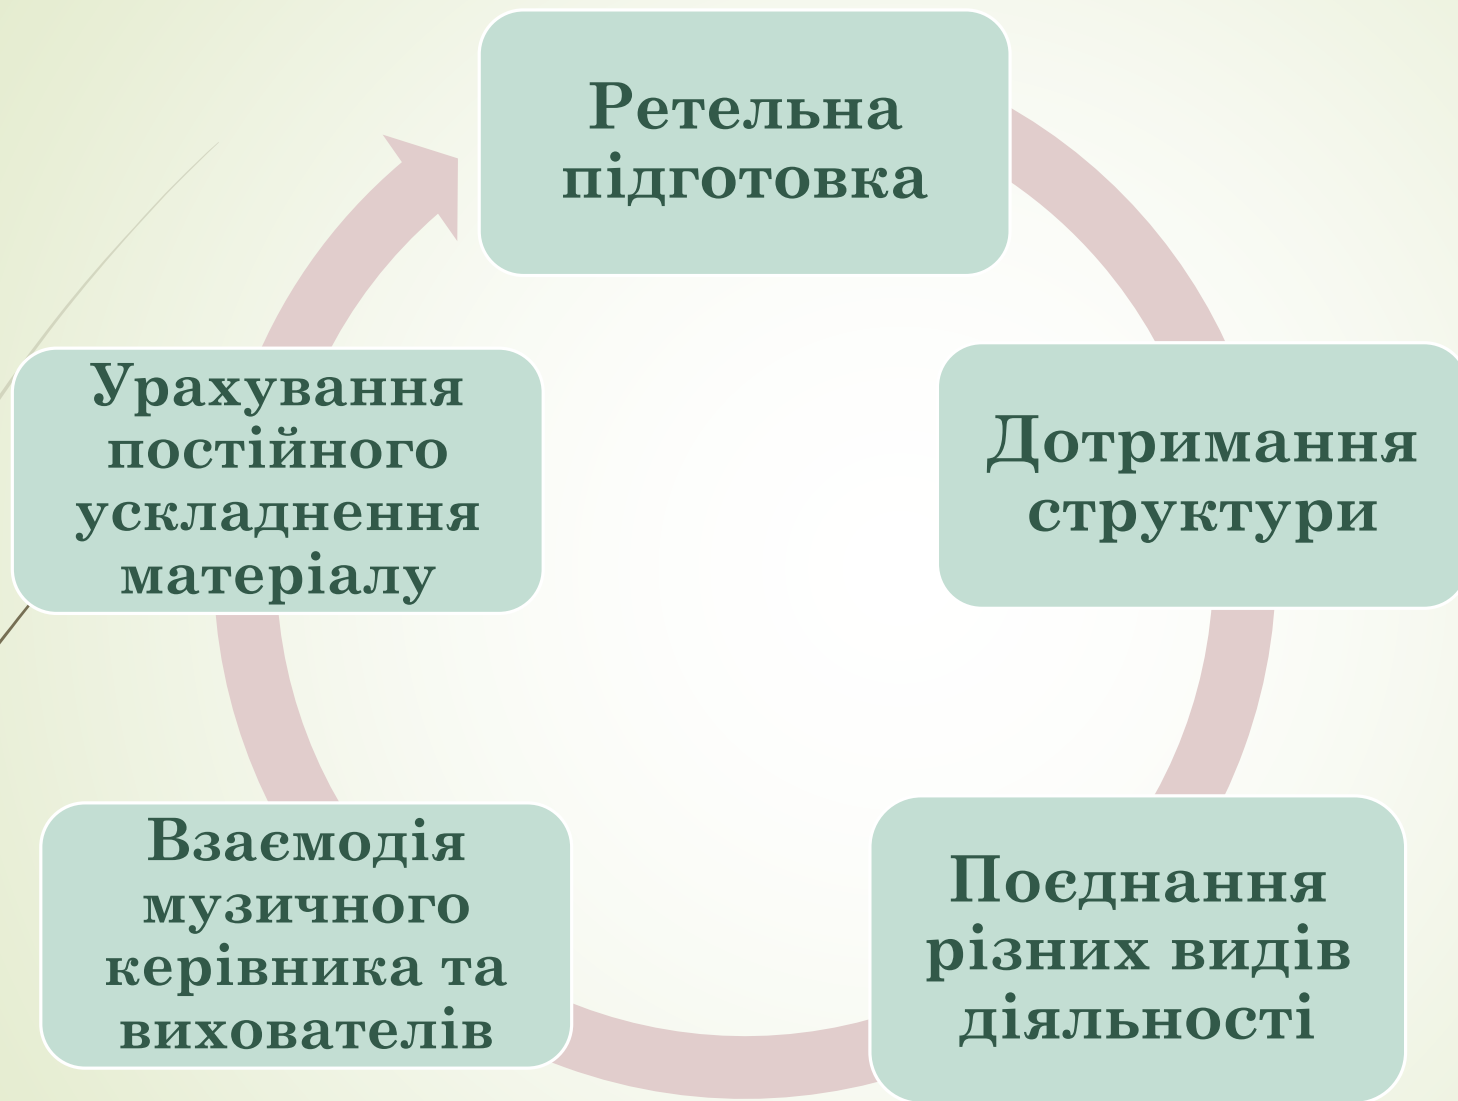 Ретельна
підготовка
Дотримання
структури
Поєднання
різних видів
діяльності
Взаємодія
музичного
керівника та
вихователів
Урахування
постійного
ускладнення
матеріалу